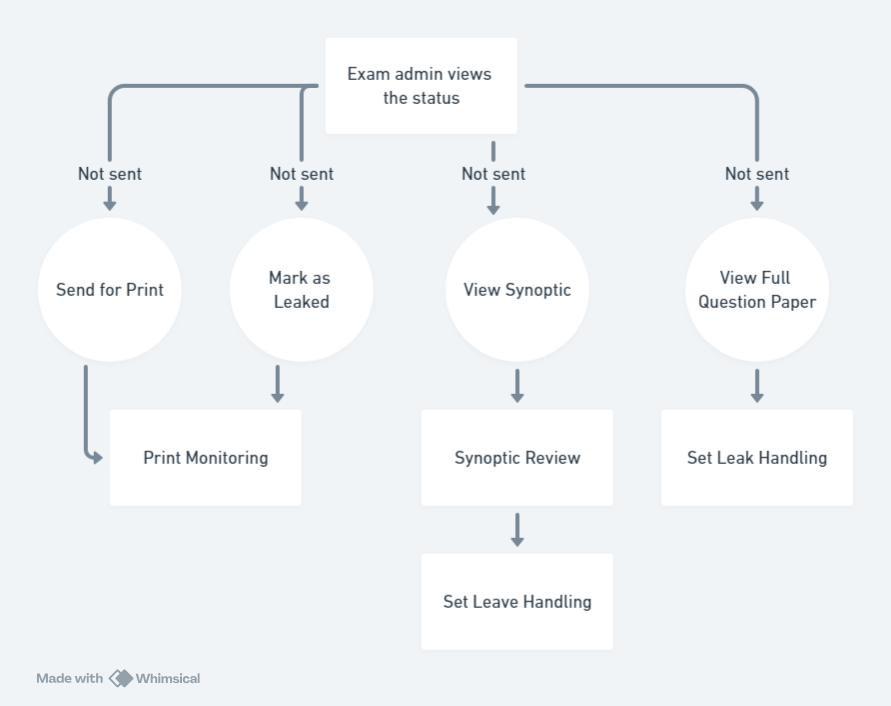 Exam admin views
the status
Not sent
Not sent
Not sent
Not sent
Send for Print
Mark as
Leaked
View Synoptic
View Full
Question Paper
Print Monitoring
Synoptic Review
Set Leak Handling
Set Leave Handling
Made with Whimsical